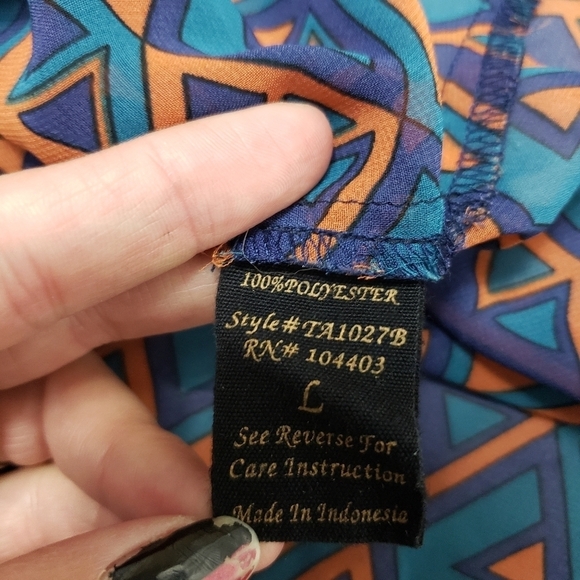 100%POLYESTER
Style# TA1027B
RN# 104403
L
See Reverse For
Care Instruction
Made In Indonesia